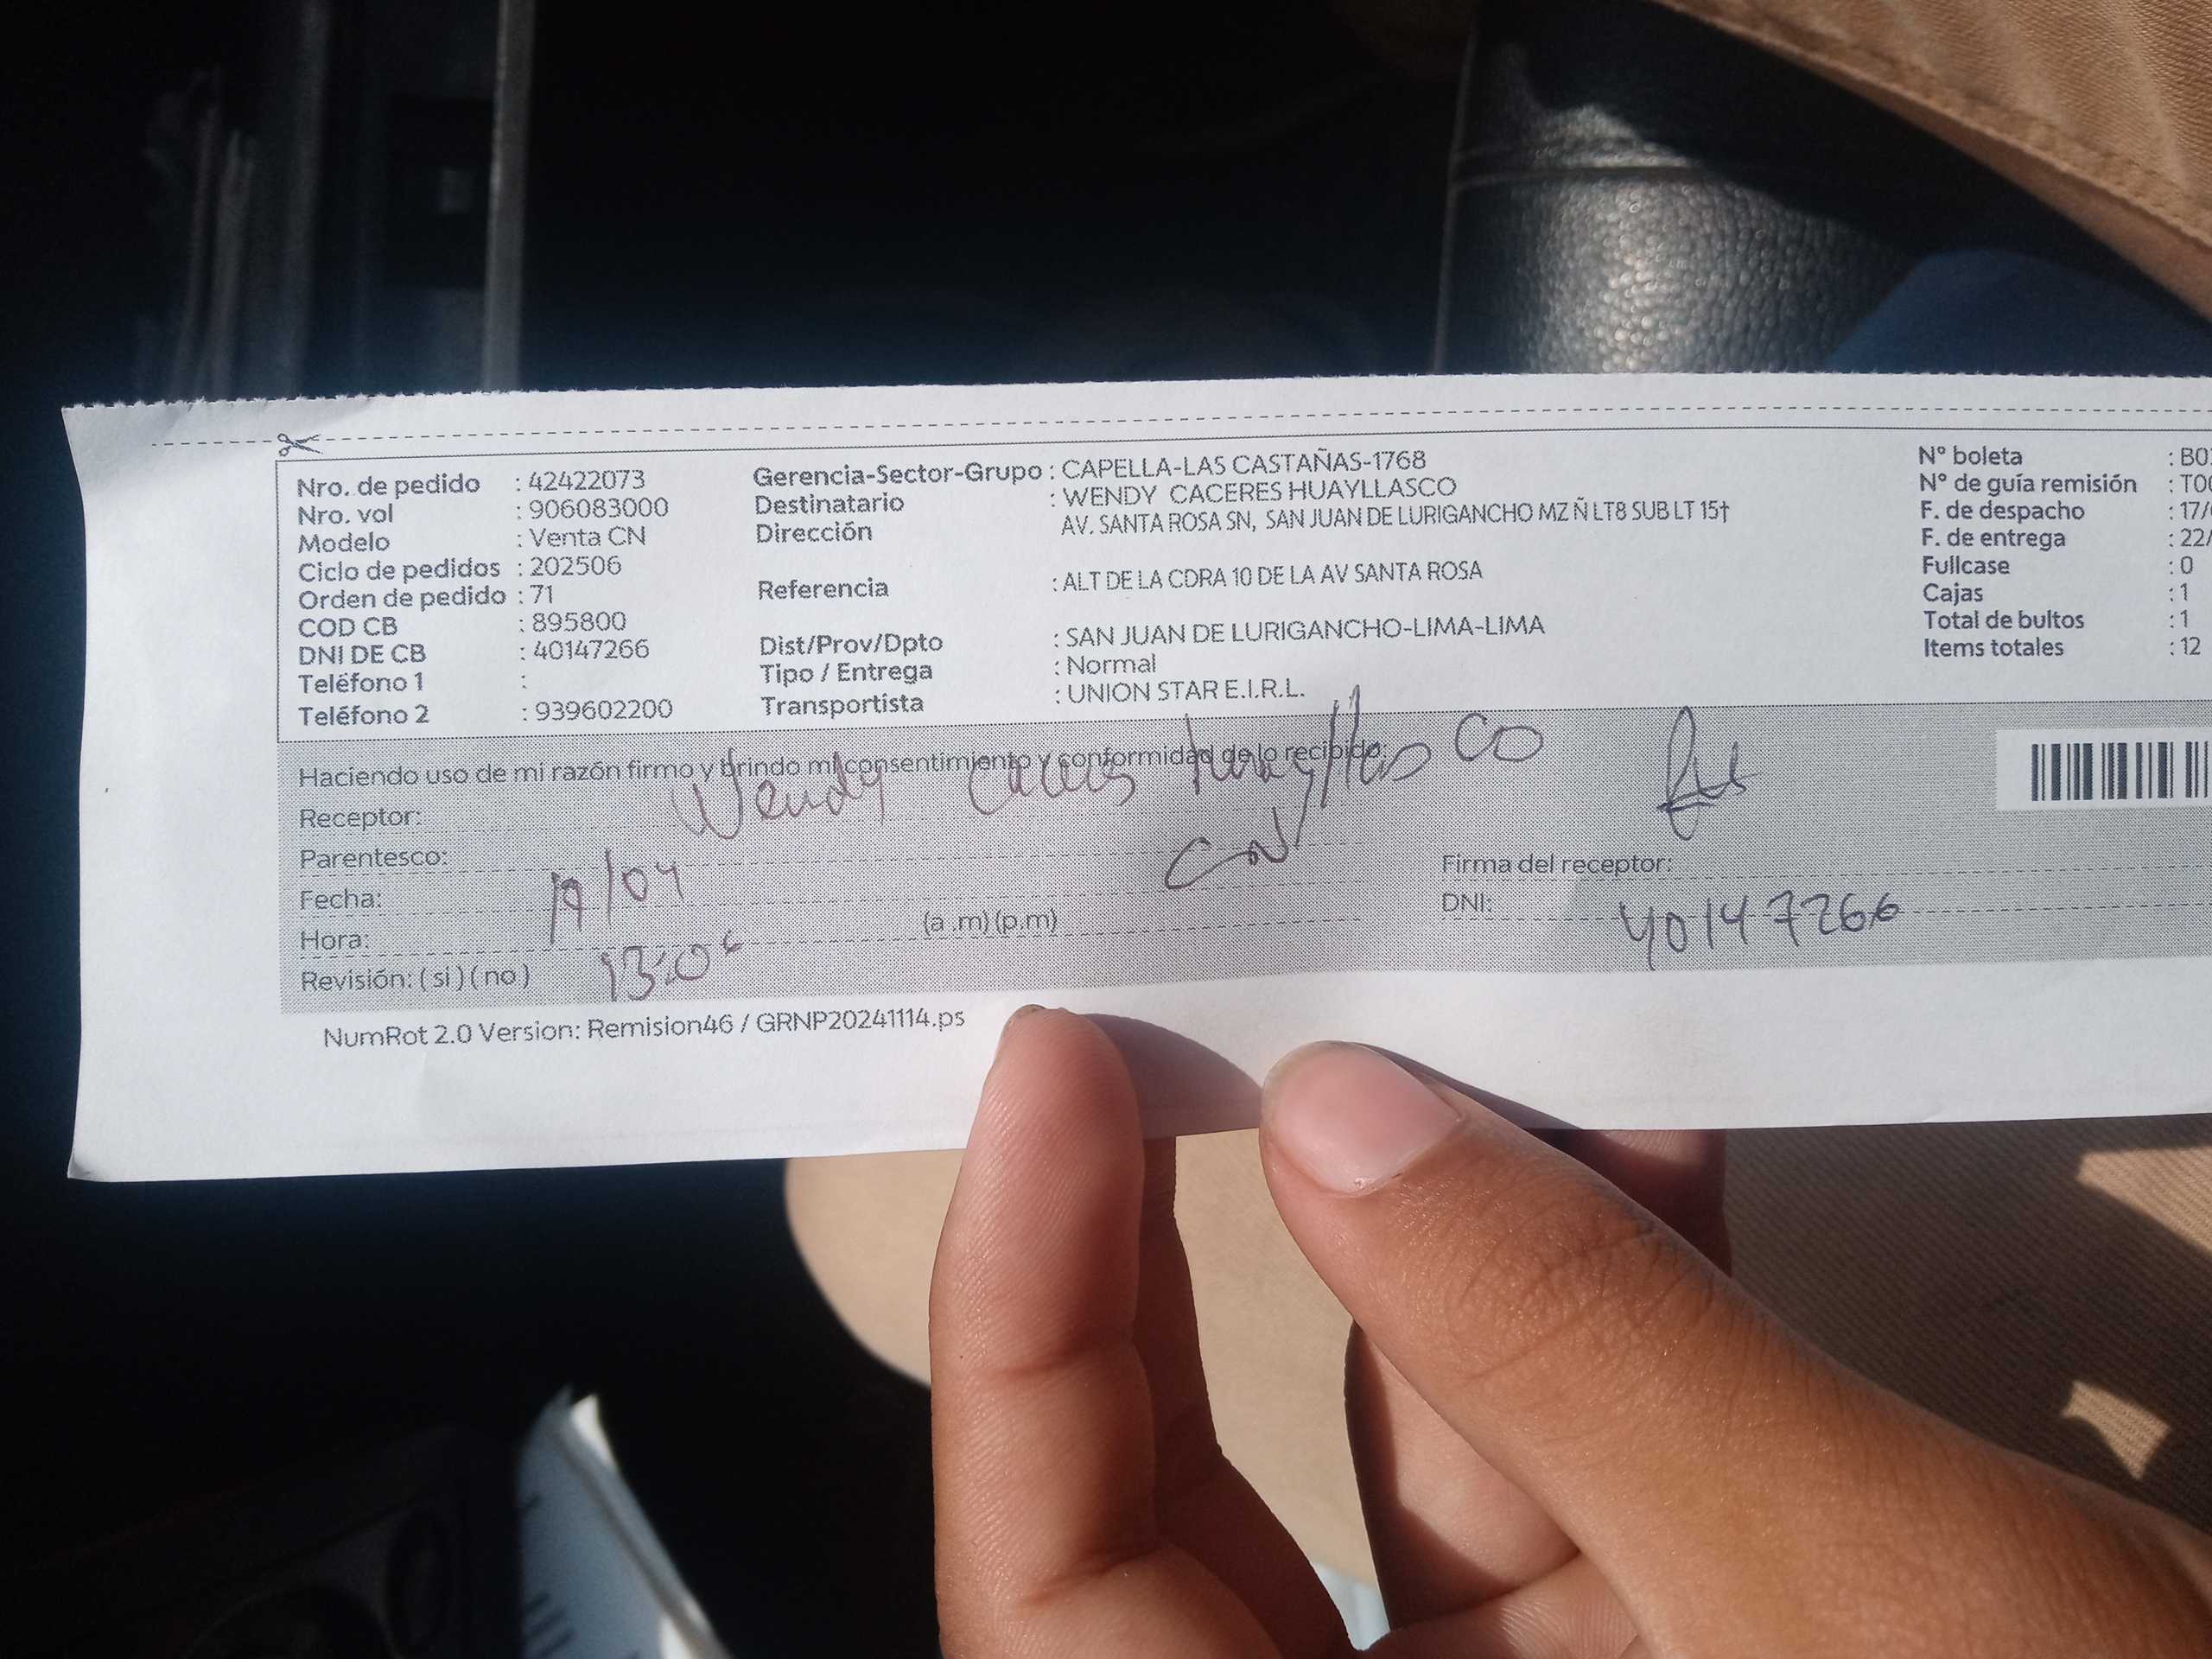 Nro. de pedido : 42422073
Nro. vol : 906083000
Modelo : Venta CN
Ciclo de pedidos : 202506
Orden de pedido : 71
COD CB : 895800
DNI DE CB : 40147266
Teléfono 1 :
Teléfono 2 : 939602200
Gerencia-Sector-Grupo : CAPELLA-LAS CASTAÑAS-1768
Destinatario : WENDY CACERES HUAYLLASCO
Dirección AV. SANTA ROSA SN, SAN JUAN DE LURIGANCHO MZ Ñ LT8 SUB LT 15†
Referencia : ALT DE LA CDRA 10 DE LA AV SANTA ROSA
Dist/Prov/Dpto : SAN JUAN DE LURIGANCHO-LIMA-LIMA
Tipo / Entrega : Normal
Transportista : UNION STAR E.I.R.L.
N° boleta : B0
N° de guía remisión : T00
F. de despacho : 17/
F. de entrega : 22/
Fullcase : 0
Cajas : 1
Total de bultos : 1
Items totales : 12
Haciendo uso de mi razón firmo y brindo mi consentimiento y conformidad de lo recibido:
Receptor: Wendy Caceres Huayllasco
Parentesco: CN
Fecha: 19/04
Hora: (a .m) (p.m)
13:06
Revisión: ( si ) ( no )
Firma del receptor:
DNI: 40147266
NumRot 2.0 Version: Remision46 / GRNP20241114.ps